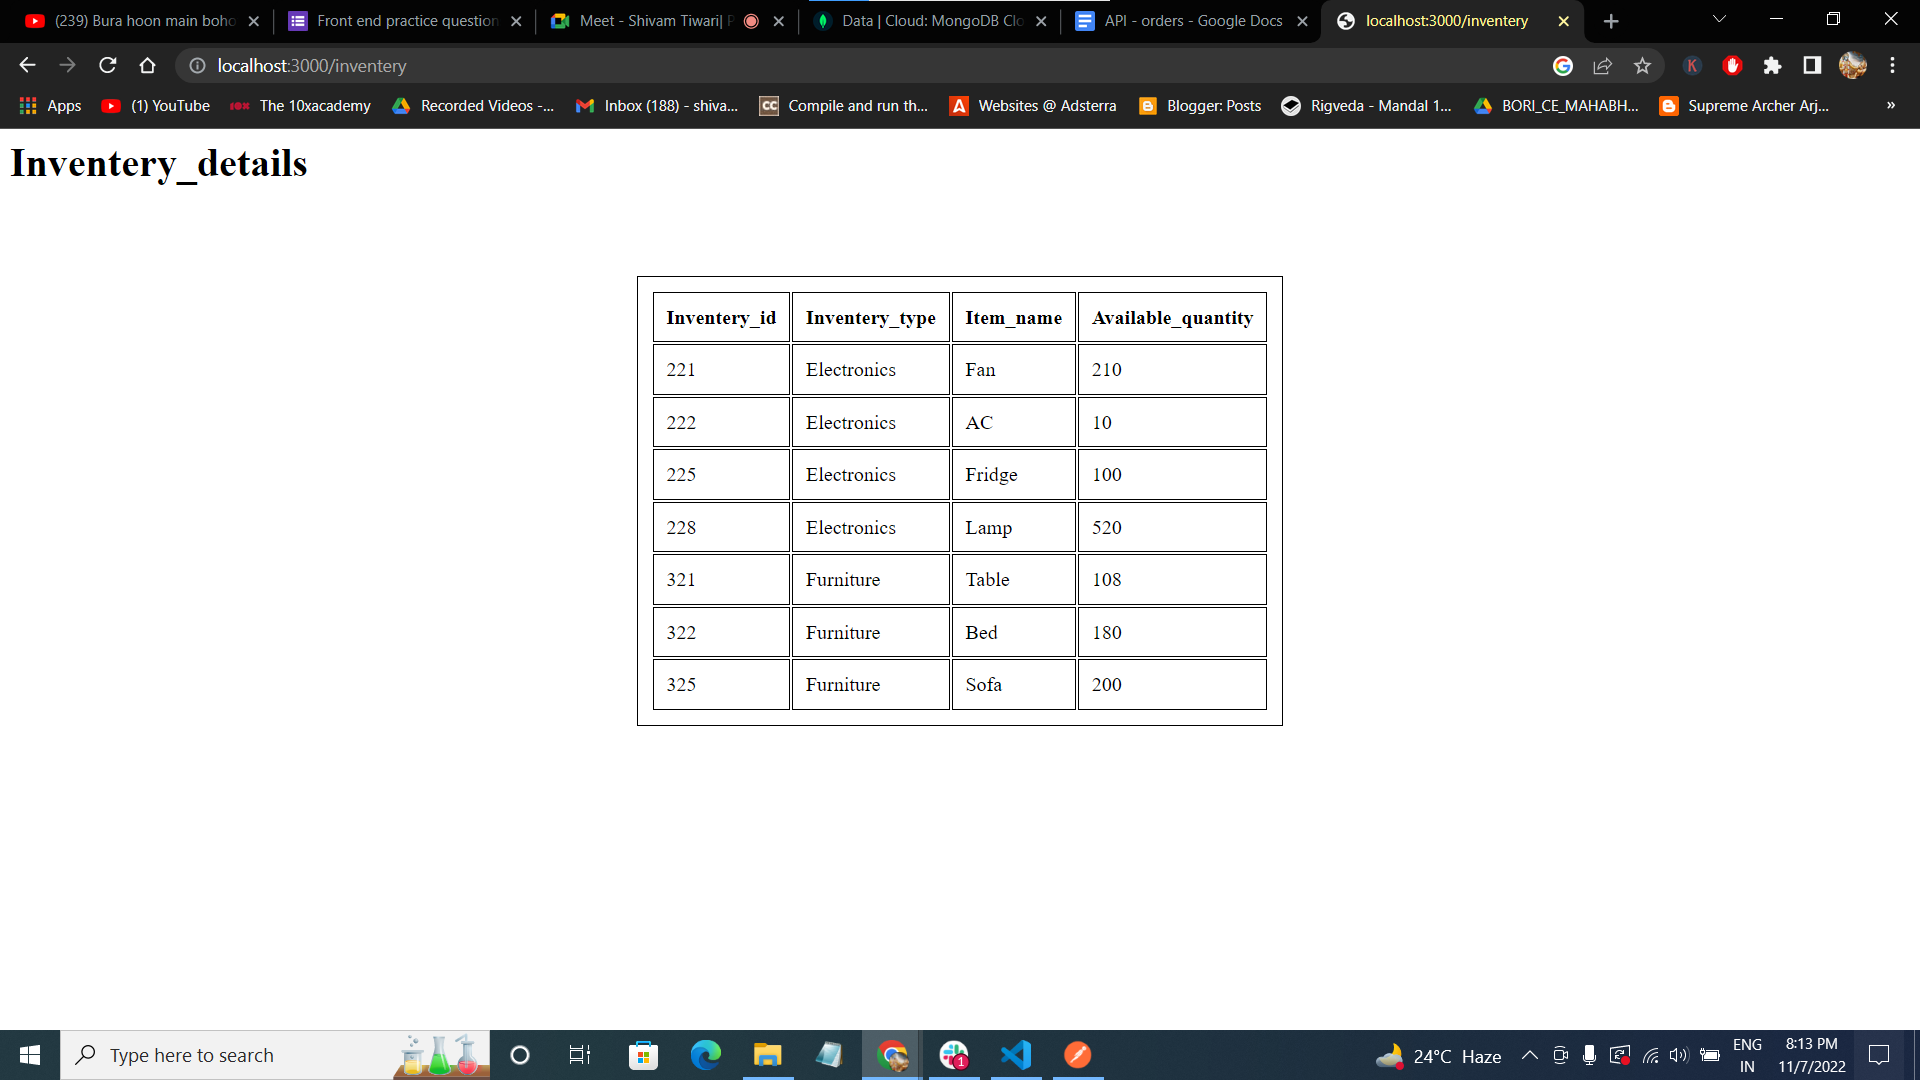 (239) Bura hoon main boho
Front end practice question
Meet - Shivam Tiwari| P
Data | Cloud: MongoDB Clo
API - orders - Google Docs
localhost:3000/inventery
localhost:3000/inventery
Apps
(1) YouTube
10x The 10xacademy
Recorded Videos -...
Inbox (188) - shiva...
CC Compile and run th...
Websites @ Adsterra
Blogger: Posts
Rigveda - Mandal 1...
BORI_CE_MAHABH...
Supreme Archer Arj...
»
Inventery_details
Inventery_id Inventery_type Item_name Available_quantity
221 Electronics Fan 210
222 Electronics AC 10
225 Electronics Fridge 100
228 Electronics Lamp 520
321 Furniture Table 108
322 Furniture Bed 180
325 Furniture Sofa 200
Type here to search
1
24°C Haze
ENG
IN
8:13 PM
11/7/2022